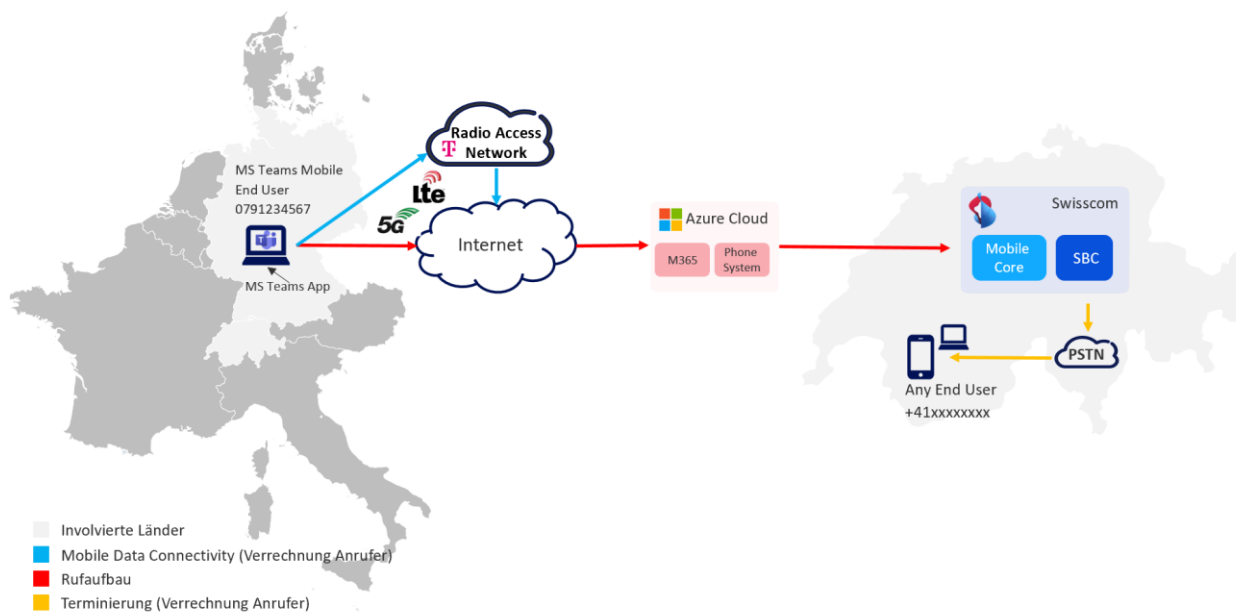 Radio Access
Network
T
MS Teams Mobile
End User
0791234567
MS Teams App
Lte
5G
Internet
Azure Cloud
M365
Phone
System
Swisscom
Mobile
Core
SBC
PSTN
Any End User
+41xxxxxxxx
Involvierte Länder
Mobile Data Connectivity (Verrechnung Anrufer)
Rufaufbau
Terminierung (Verrechnung Anrufer)